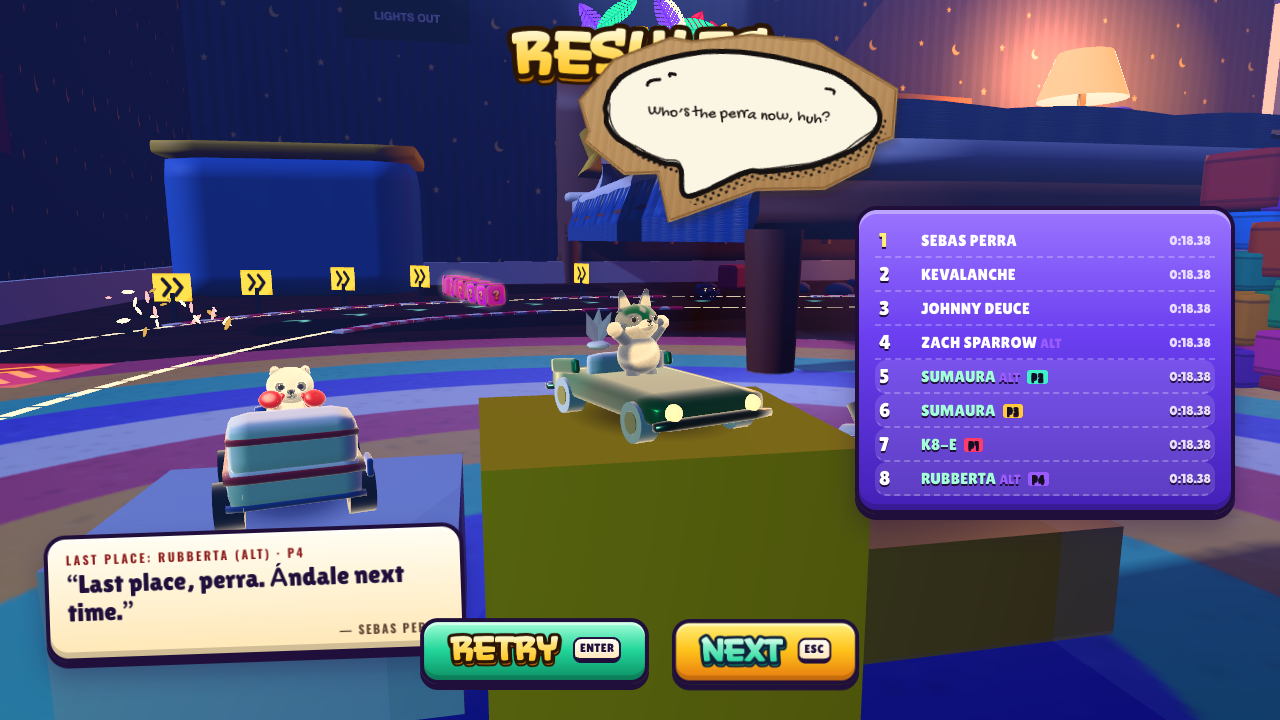 LIGHTS OUT
Who's the perra now, huh?
1 SEBAS PERRA 0:18.38
2 KEVALANCHE 0:18.38
3 JOHNNY DEUCE 0:18.38
4 ZACH SPARROW ALT 0:18.38
5 SUMAURA ALT P2 0:18.38
6 SUMAURA P3 0:18.38
7 K8-E P1 0:18.38
8 RUBBERTA ALT P4 0:18.38
LAST PLACE: RUBBERTA (ALT) · P4
“Last place, perra. Ándale next
time.”
— SEBAS
RETRY ENTER
NEXT ESC